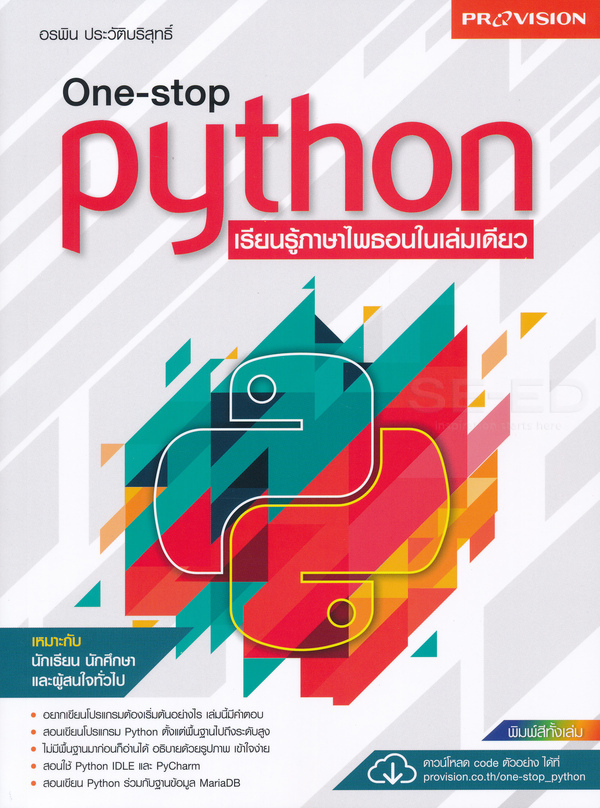 อรพิน ประวัติบริสุทธิ์
PROVISION
One-stop
python
เรียนรู้ภาษาไพธอนในเล่มเดียว
SE-ED
เหมาะกับ
นักเรียน นักศึกษา
และผู้สนใจทั่วไป
• อยากเขียนโปรแกรมต้องเริ่มต้นอย่างไร เล่มนี้มีคำตอบ
• สอนเขียนโปรแกรม Python ตั้งแต่พื้นฐานไปถึงระดับสูง
• ไม่มีพื้นฐานมาก่อนก็อ่านได้ อธิบายด้วยรูปภาพ เข้าใจง่าย
• สอนใช้ Python IDLE และ PyCharm
• สอนเขียน Python ร่วมกับฐานข้อมูล MariaDB
พิมพ์สีทั้งเล่ม
ดาวน์โหลด code ตัวอย่าง ได้ที่
provision.co.th/one-stop_python